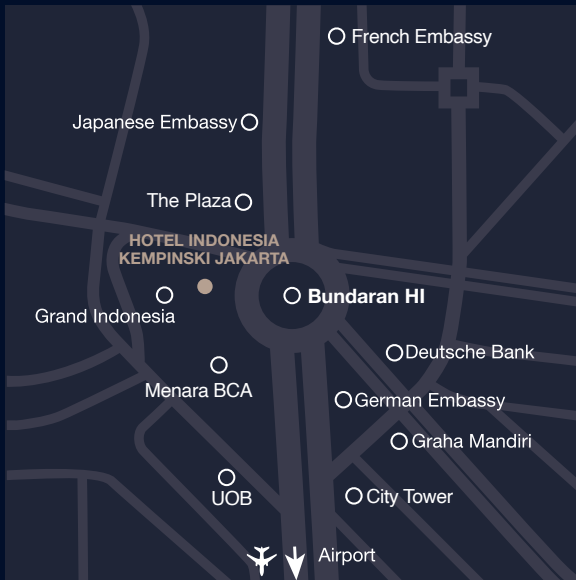 French Embassy
Japanese Embassy
The Plaza
HOTEL INDONESIA
KEMPINSKI JAKARTA
Bundaran HI
Grand Indonesia
Deutsche Bank
Menara BCA
German Embassy
Graha Mandiri
UOB
City Tower
Airport